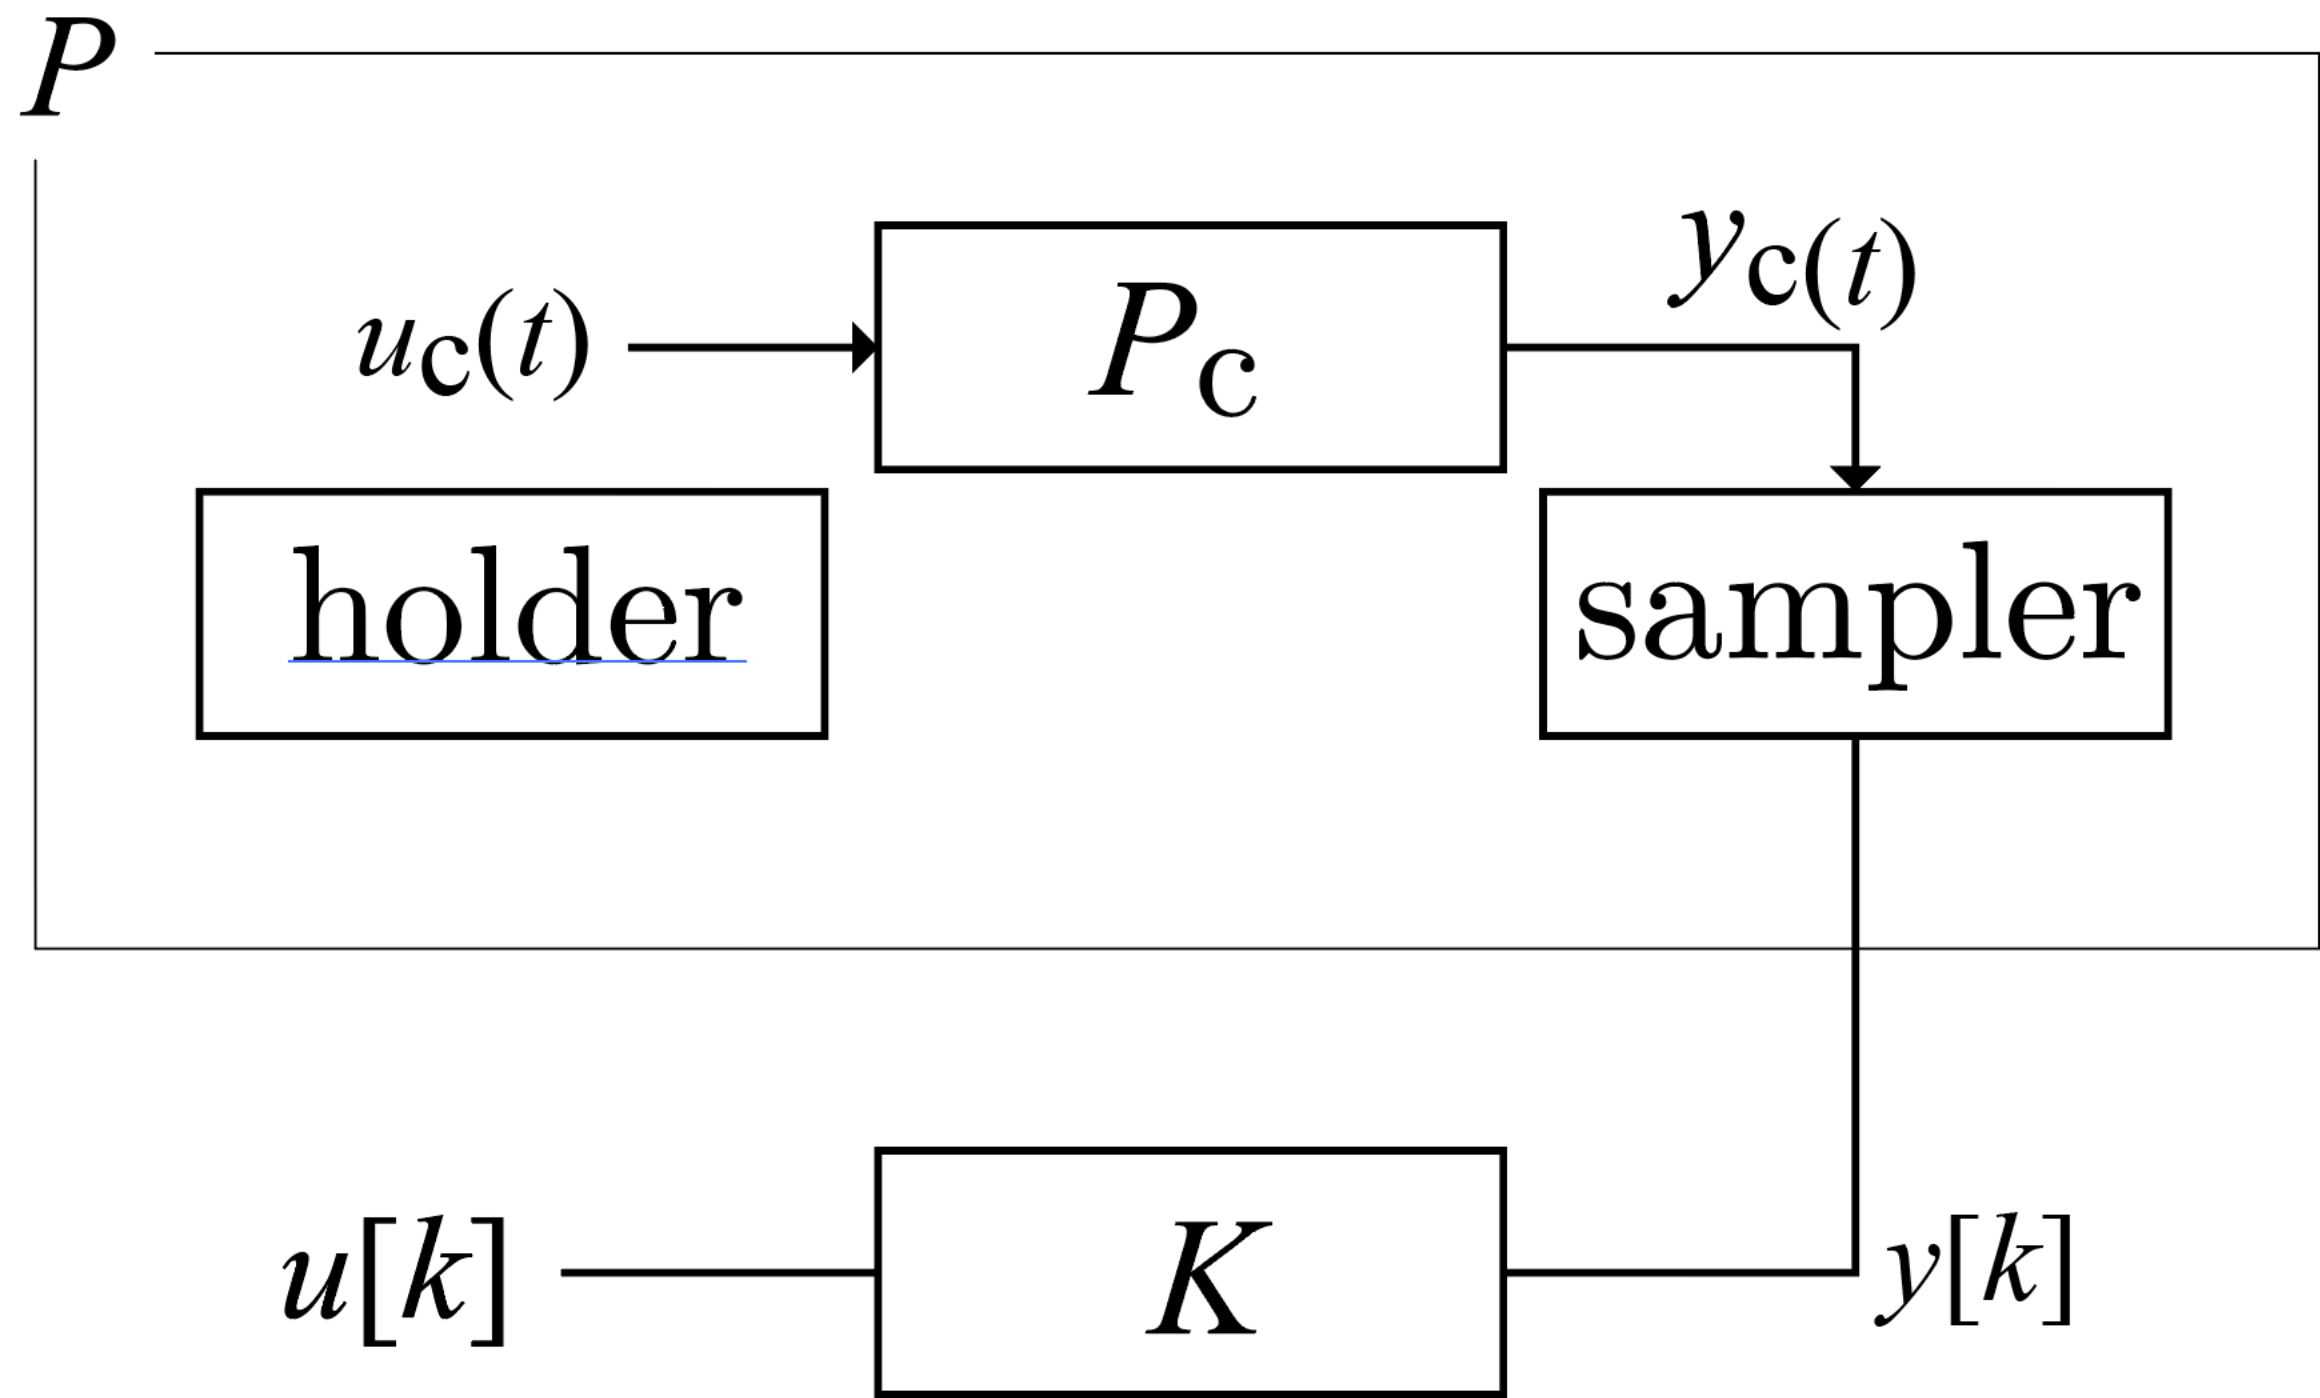 P
u_c(t)
P_c
y_c(t)
holder
sampler
u[k]
K
y[k]